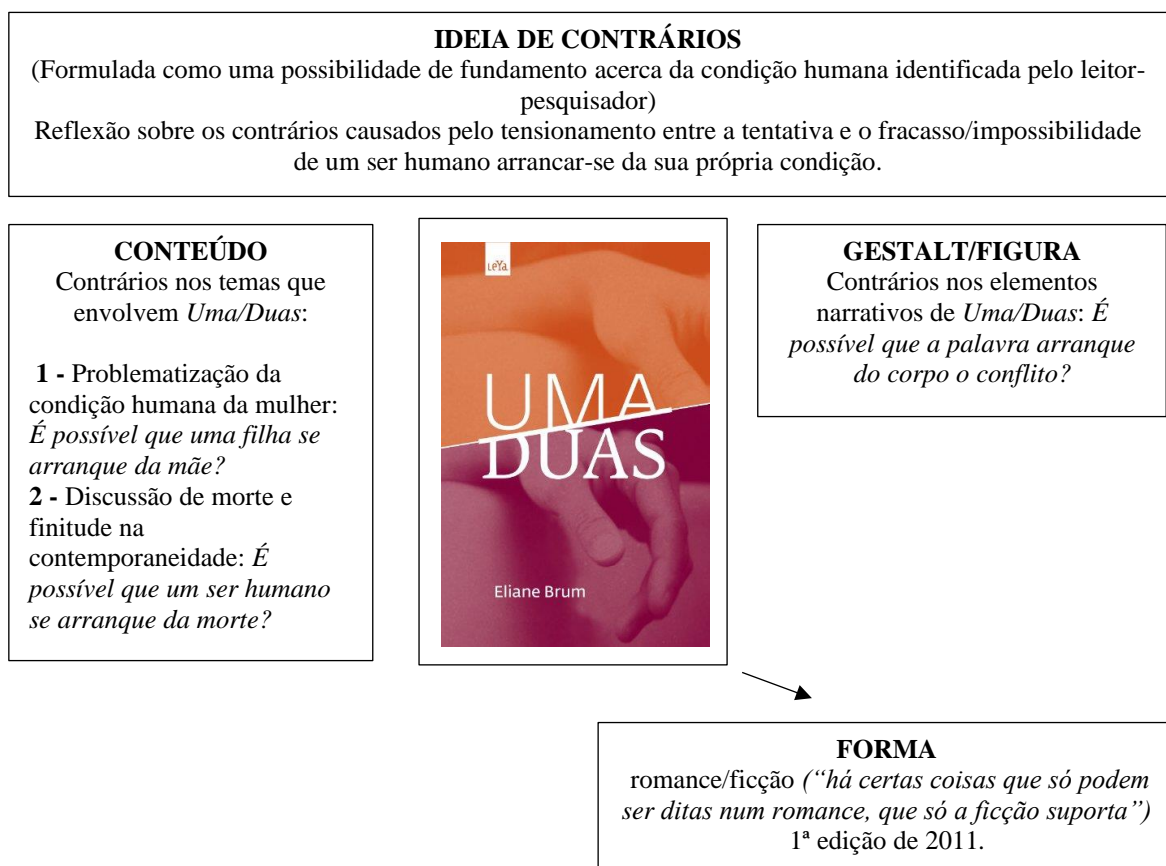 IDEIA DE CONTRÁRIOS
(Formulada como uma possibilidade de fundamento acerca da condição humana identificada pelo leitor-
pesquisador)
Reflexão sobre os contrários causados pelo tensionamento entre a tentativa e o fracasso/impossibilidade
de um ser humano arrancar-se da sua própria condição.
CONTEÚDO
Contrários nos temas que
envolvem Uma/Duas:
1 - Problematização da
condição humana da mulher:
É possível que uma filha se
arranque da mãe?
2 - Discussão de morte e
finitude na
contemporaneidade: É
possível que um ser humano
se arranque da morte?
LeYa
UMA
DUAS
Eliane Brum
GESTALT/FIGURA
Contrários nos elementos
narrativos de Uma/Duas: É
possível que a palavra arranque
do corpo o conflito?
FORMA
romance/ficção (“há certas coisas que só podem
ser ditas num romance, que só a ficção suporta”)
1ª edição de 2011.